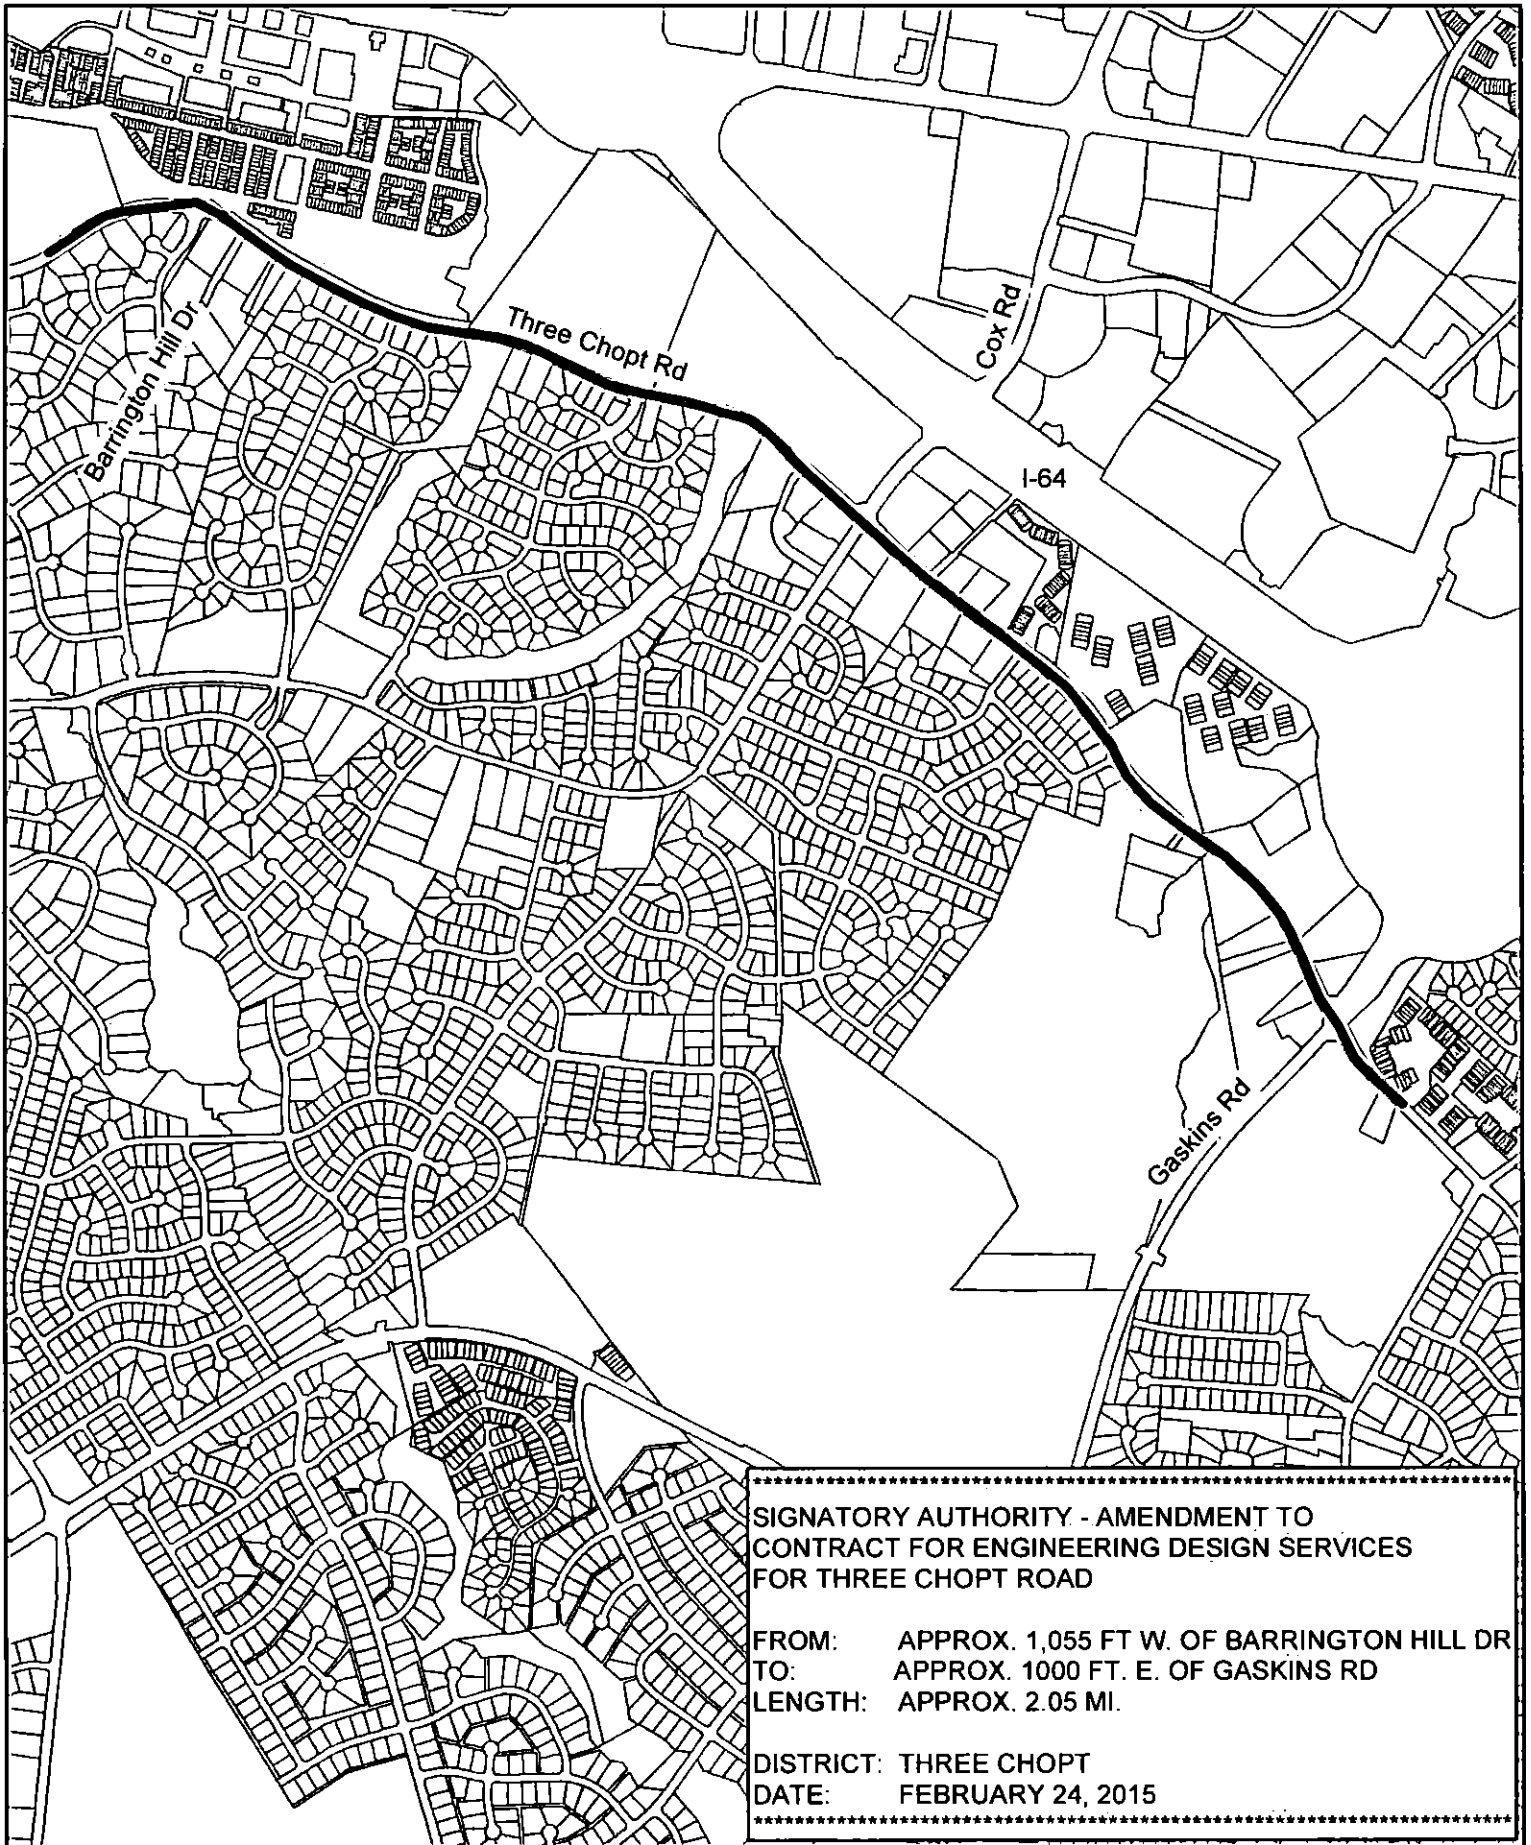 Three Chopt Rd
Barrington Hill Dr
Cox Rd
I-64
Gaskins Rd
************************************************************
SIGNATORY AUTHORITY - AMENDMENT TO
CONTRACT FOR ENGINEERING DESIGN SERVICES
FOR THREE CHOPT ROAD
FROM: APPROX. 1,055 FT W. OF BARRINGTON HILL DR
TO: APPROX. 1000 FT. E. OF GASKINS RD
LENGTH: APPROX. 2.05 MI.
DISTRICT: THREE CHOPT
DATE: FEBRUARY 24, 2015
************************************************************